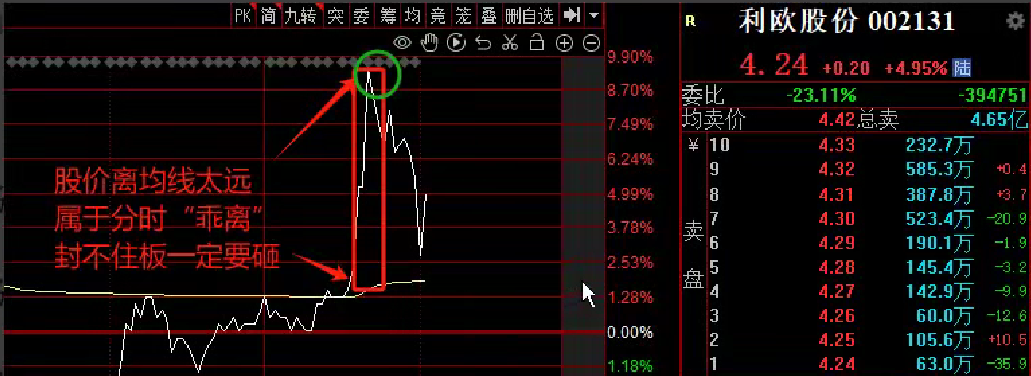 PK 简 九转 突 委 筹 均 竞 笼 叠 删自选
R 利欧股份 002131
4.24 +0.20 +4.95% 陆
委比 -23.11% -394751
均卖价 4.42 总卖 4.65亿
¥ 10 4.33 232.7万
9 4.32 585.3万 +0.4
8 4.31 387.8万 +3.7
7 4.30 523.4万 -20.9
卖 6 4.29 190.1万 -1.9
盘 5 4.28 145.4万 -3.2
4 4.27 142.9万 -9.9
3 4.26 60.0万 -12.6
2 4.25 105.6万 +10.5
1 4.24 63.0万 -35.9
9.90%
8.70%
7.49%
6.24%
4.99%
3.78%
2.53%
1.28%
0.00%
1.18%
股价离均线太远
属于分时“乖离”
封不住板一定要砸